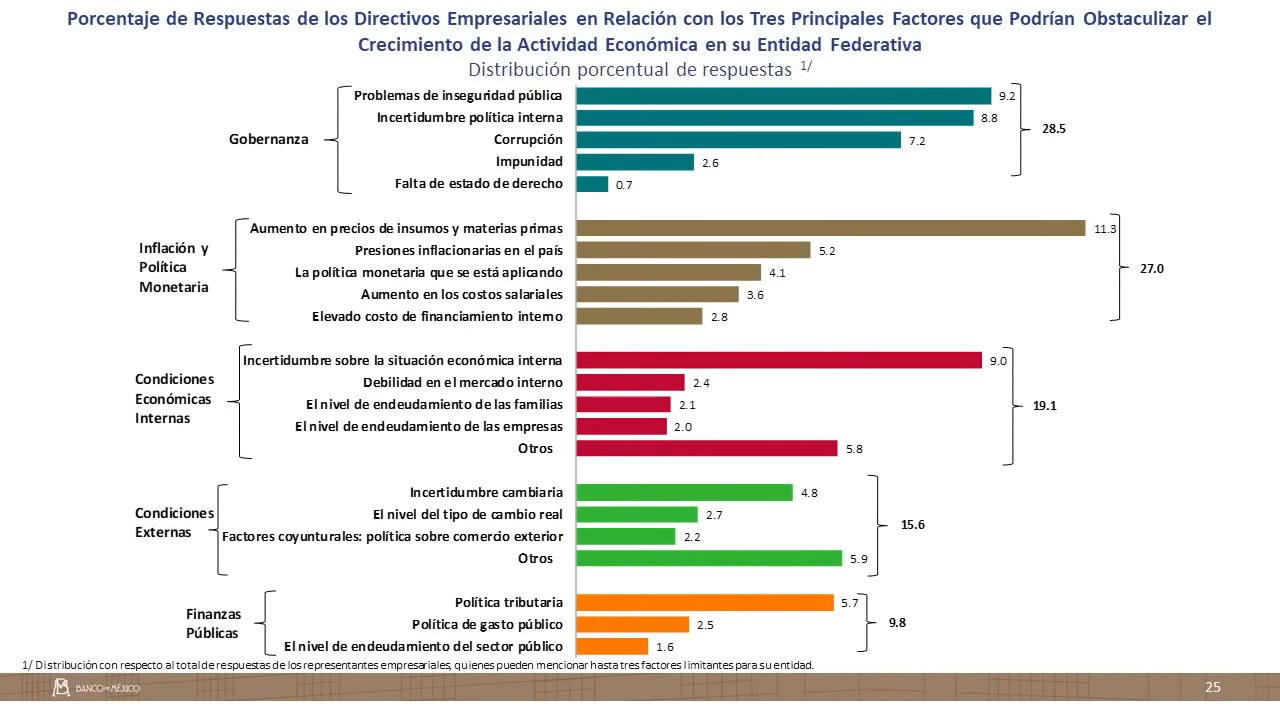 Porcentaje de Respuestas de los Directivos Empresariales en Relación con los Tres Principales Factores que Podrían Obstaculizar el
Crecimiento de la Actividad Económica en su Entidad Federativa
Distribución porcentual de respuestas 1/
Gobernanza
Problemas de inseguridad pública 9.2
Incertidumbre política interna 8.8
Corrupción 7.2
Impunidad 2.6
Falta de estado de derecho 0.7
28.5
Inflación y
Política
Monetaria
Aumento en precios de insumos y materias primas 11.3
Presiones inflacionarias en el país 5.2
La política monetaria que se está aplicando 4.1
Aumento en los costos salariales 3.6
Elevado costo de financiamiento interno 2.8
27.0
Condiciones
Económicas
Internas
Incertidumbre sobre la situación económica interna 9.0
Debilidad en el mercado interno 2.4
El nivel de endeudamiento de las familias 2.1
El nivel de endeudamiento de las empresas 2.0
Otros 5.8
19.1
Condiciones
Externas
Incertidumbre cambiaria 4.8
El nivel del tipo de cambio real 2.7
Factores coyunturales: política sobre comercio exterior 2.2
Otros 5.9
15.6
Finanzas
Públicas
Política tributaria 5.7
Política de gasto público 2.5
El nivel de endeudamiento del sector público 1.6
9.8
1/ Distribución con respecto al total de respuestas de los representantes empresariales, quienes pueden mencionar hasta tres factores limitantes para su entidad.
BANCO DE MÉXICO
25